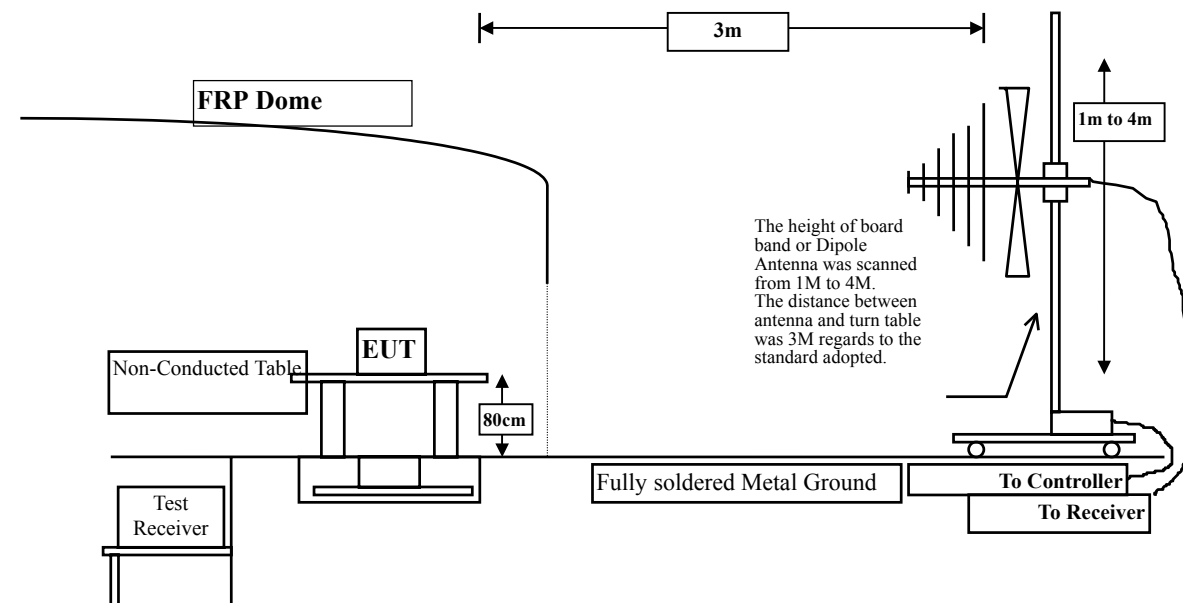 3m
FRP Dome
1m to 4m
The height of board
band or Dipole
Antenna was scanned
from 1M to 4M.
The distance between
antenna and turn table
was 3M regards to the
standard adopted.
EUT
Non-Conducted Table
80cm
Fully soldered Metal Ground
To Controller
To Receiver
Test
Receiver